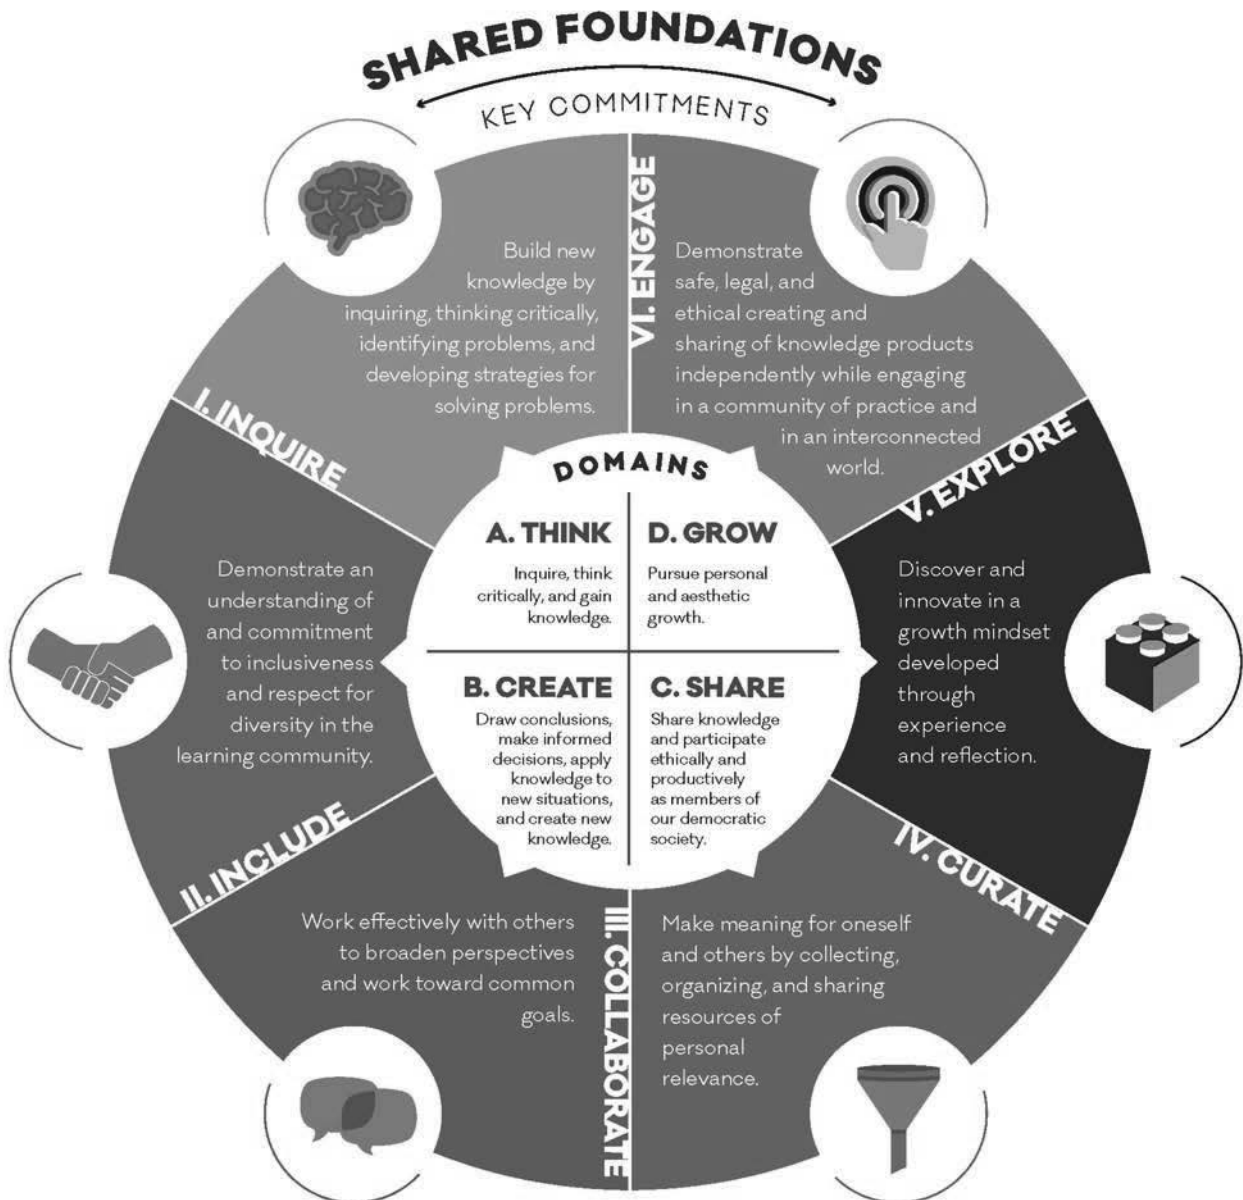 SHARED FOUNDATIONS
KEY COMMITMENTS
I. INQUIRE
Build new
knowledge by
inquiring, thinking critically,
identifying problems, and
developing strategies for
solving problems.
II. INCLUDE
Demonstrate an
understanding of
and commitment
to inclusiveness
and respect for
diversity in the
learning community.
III. COLLABORATE
Work effectively with others
to broaden perspectives
and work toward common
goals.
IV. CURATE
Make meaning for oneself
and others by collecting,
organizing, and sharing
resources of
personal
relevance.
V. EXPLORE
Discover and
innovate in a
growth mindset
developed
through
experience
and reflection.
VI. ENGAGE
Demonstrate
safe, legal, and
ethical creating and
sharing of knowledge products
independently while engaging
in a community of practice and
in an interconnected
world.
DOMAINS
A. THINK
Inquire, think
critically, and gain
knowledge.
B. CREATE
Draw conclusions,
make informed
decisions, apply
knowledge to
new situations,
and create new
knowledge.
C. SHARE
Share knowledge
and participate
ethically and
productively
as members of
our democratic
society.
D. GROW
Pursue personal
and aesthetic
growth.